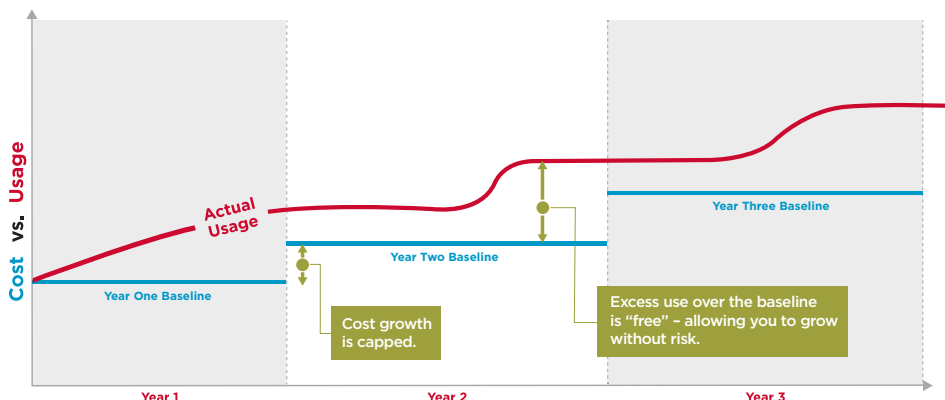 Cost vs. Usage
Actual
Usage
Year One Baseline
Year Two Baseline
Year Three Baseline
Cost growth
is capped.
Excess use over the baseline
is “free” – allowing you to grow
without risk.
Year 1
Year 2
Year 3